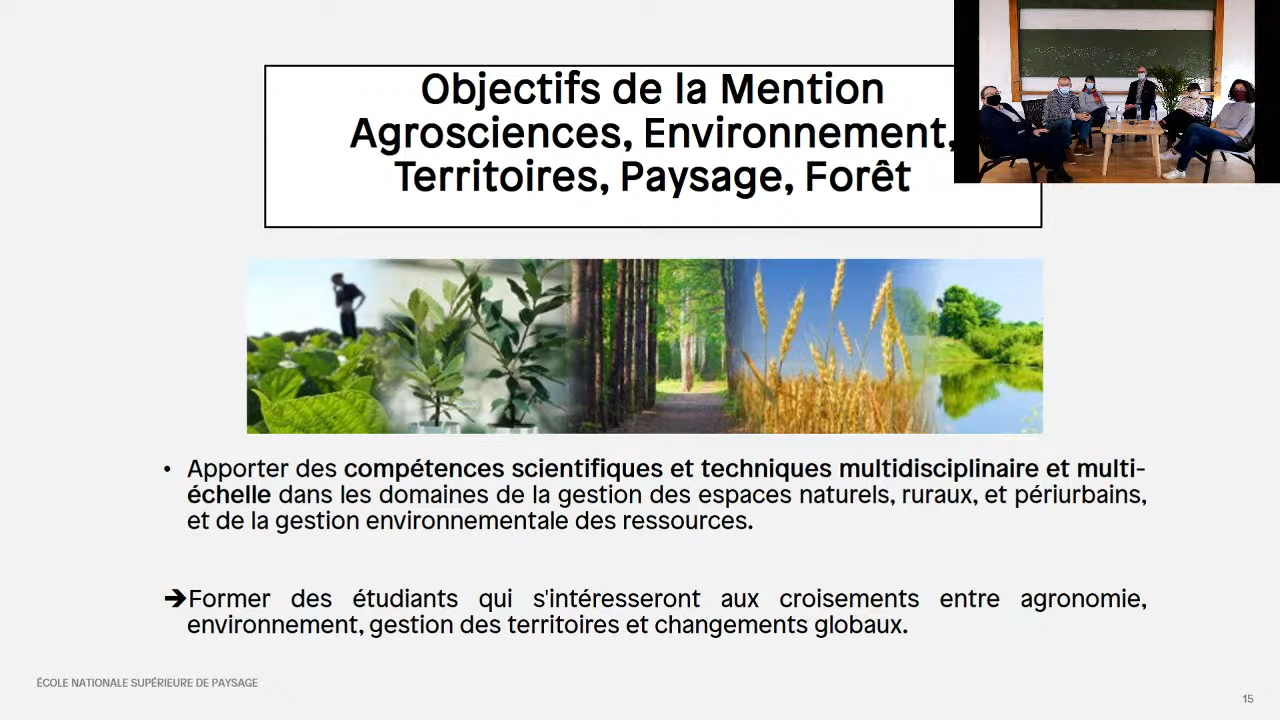 Objectifs de la Mention
Agrosciences, Environnement,
Territoires, Paysage, Forêt
• Apporter des compétences scientifiques et techniques multidisciplinaire et multi-
échelle dans les domaines de la gestion des espaces naturels, ruraux, et périurbains,
et de la gestion environnementale des ressources.
➔Former des étudiants qui s'intéresseront aux croisements entre agronomie,
environnement, gestion des territoires et changements globaux.
ÉCOLE NATIONALE SUPÉRIEURE DE PAYSAGE
15